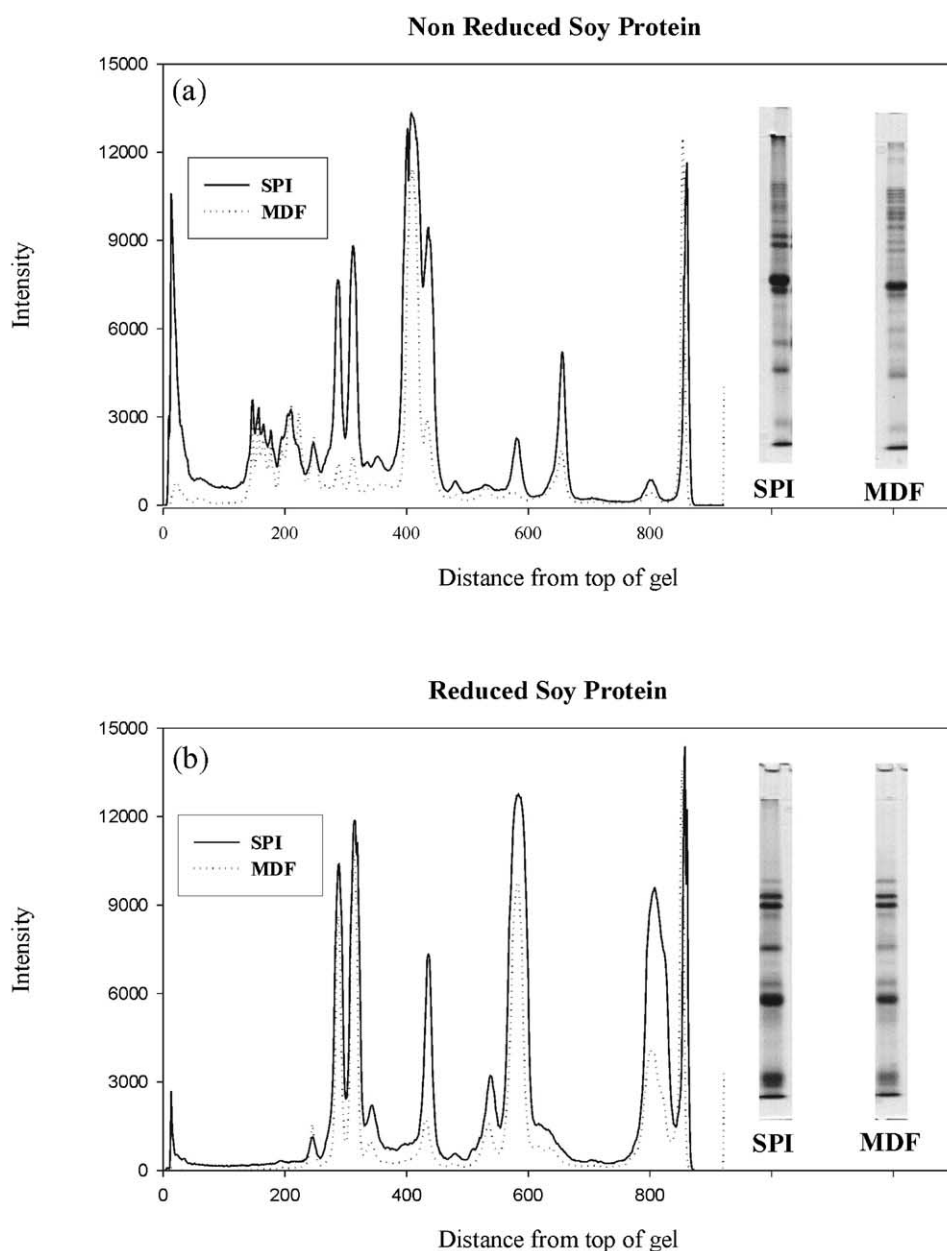 Non Reduced Soy Protein
15000
(a)
12000
SPI
MDF
9000
Intensity
6000
3000
SPI MDF
0
0 200 400 600 800
Distance from top of gel
Reduced Soy Protein
15000
(b)
12000
SPI
MDF
9000
Intensity
6000
3000
SPI MDF
0
0 200 400 600 800
Distance from top of gel